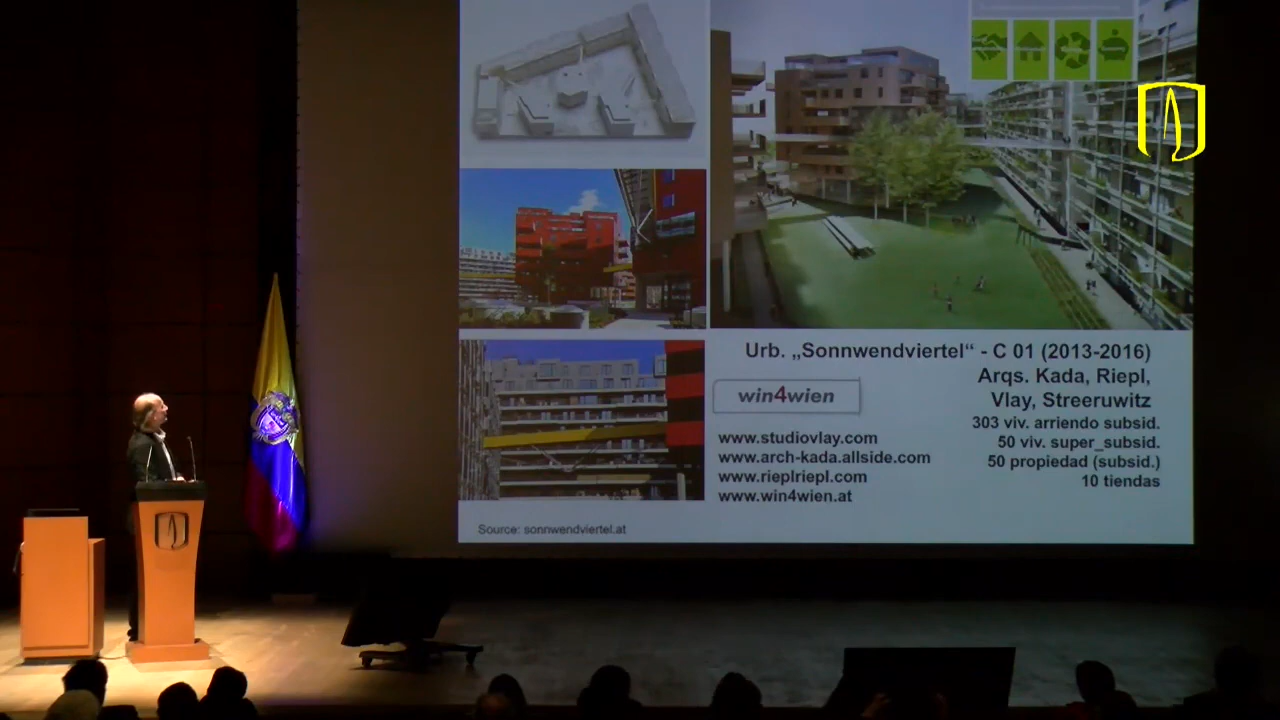 Urb. „Sonnwendviertel“ - C 01 (2013-2016)
Arqs. Kada, Riepl,
Vlay, Streeruwitz
303 viv. arriendo subsid.
50 viv. super_subsid.
50 propiedad (subsid.)
10 tiendas
win4wien
www.studiovlay.com
www.arch-kada.allside.com
www.rieplriepl.com
www.win4wien.at
Source: sonnwendviertel.at